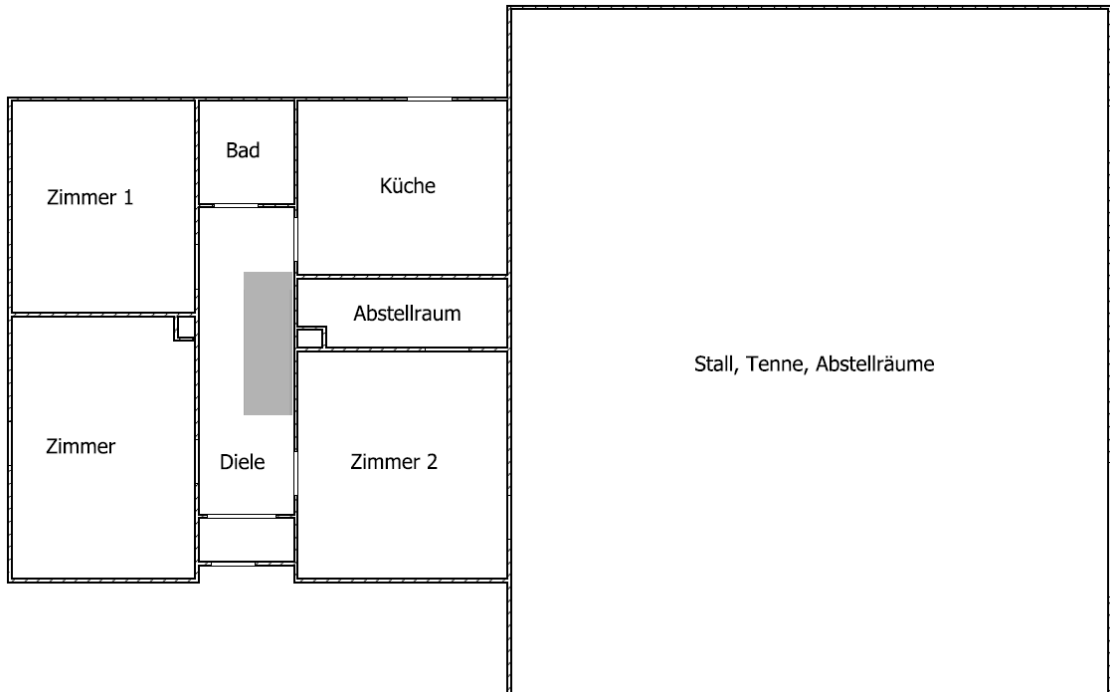 Bad
Zimmer 1
Küche
Abstellraum
Stall, Tenne, Abstellräume
Zimmer
Diele
Zimmer 2